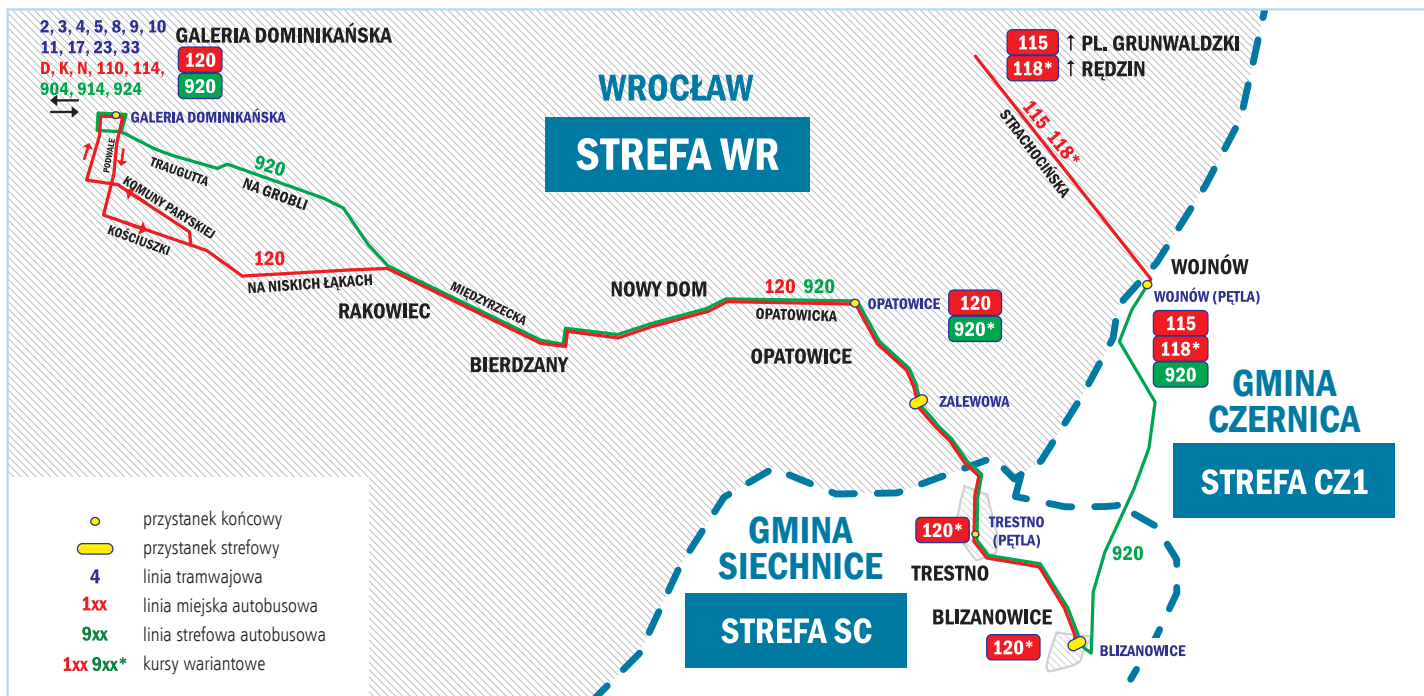 2, 3, 4, 5, 8, 9, 10
11, 17, 23, 33
D, K, N, 110, 114,
904, 914, 924
GALERIA DOMINIKAŃSKA
120
920
GALERIA DOMINIKAŃSKA
PODWALE
TRAUGUTTA
920
NA GROBLI
KOMUNY PARYSKIEJ
KOŚCIUSZKI
120
NA NISKICH ŁĄKACH
RAKOWIEC
MIĘDZYRZECKA
BIERDZANY
NOWY DOM
WROCŁAW
STREFA WR
120 920
OPATOWICKA
OPATOWICE
120
920*
OPATOWICE
ZALEWOWA
115 ↑ PL. GRUNWALDZKI
118* ↑ RĘDZIN
115 118*
STRACHOCIŃSKA
WOJNÓW
WOJNÓW (PĘTLA)
115
118*
920
GMINA
CZERNICA
STREFA CZ1
GMINA
SIECHNICE
STREFA SC
120*
TRESTNO
(PĘTLA)
TRESTNO
920
BLIZANOWICE
120*
BLIZANOWICE
przystanek końcowy
przystanek strefowy
4 linia tramwajowa
1xx linia miejska autobusowa
9xx linia strefowa autobusowa
1xx 9xx* kursy wariantowe